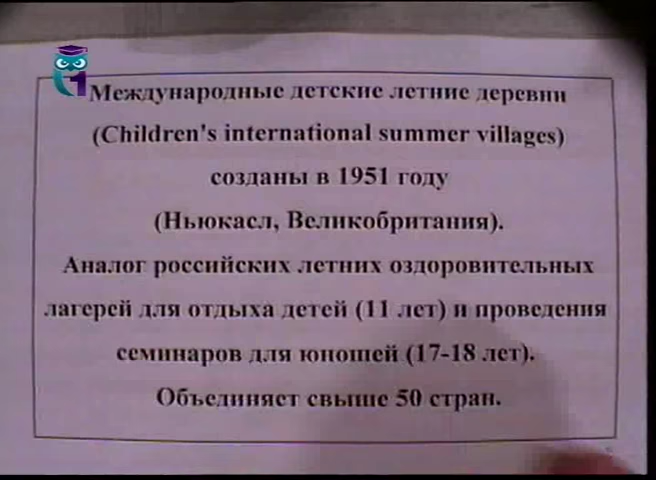 Международные детские летние деревни
(Children's international summer villages)
созданы в 1951 году
(Ньюкасл, Великобритания).
Аналог российских летних оздоровительных
лагерей для отдыха детей (11 лет) и проведения
семинаров для юношей (17-18 лет).
Объединяет свыше 50 стран.